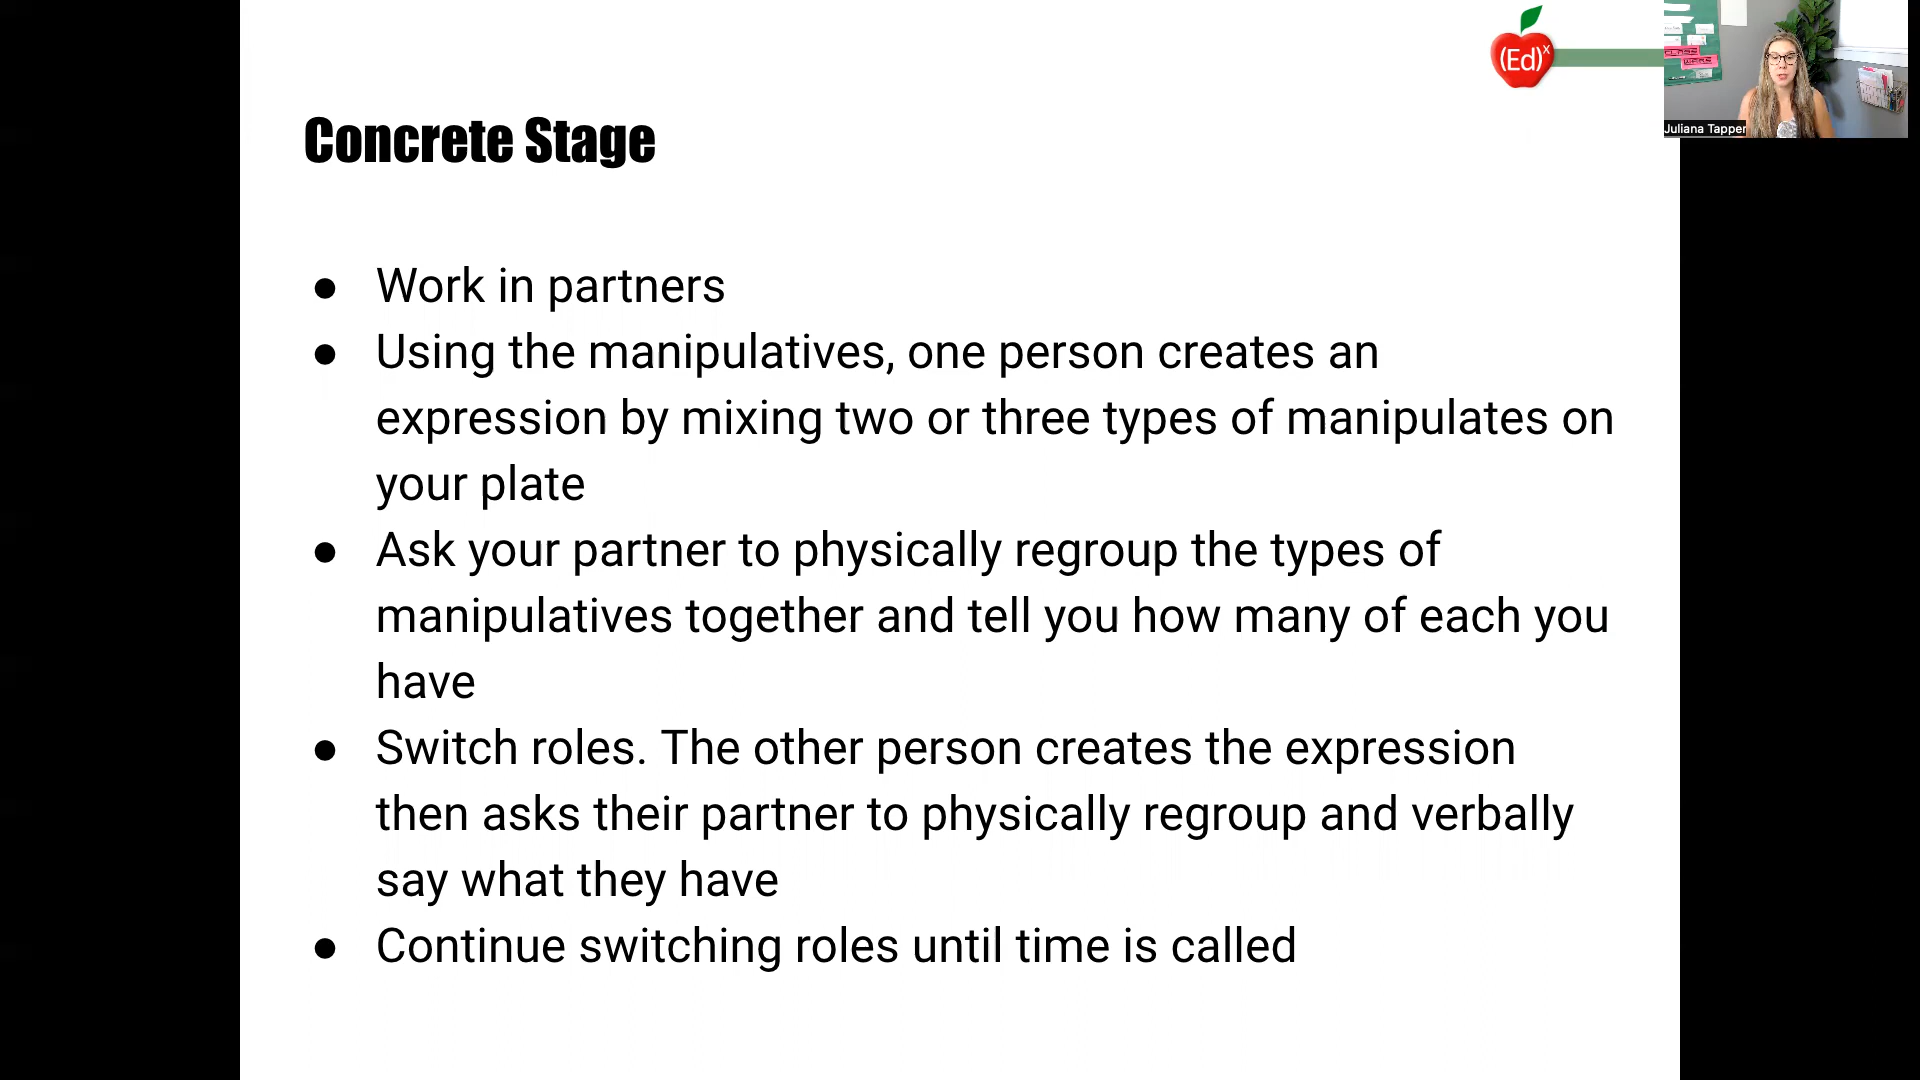 (Ed)x
Juliana Tapper
Concrete Stage
● Work in partners
● Using the manipulatives, one person creates an
expression by mixing two or three types of manipulates on
your plate
● Ask your partner to physically regroup the types of
manipulatives together and tell you how many of each you
have
● Switch roles. The other person creates the expression
then asks their partner to physically regroup and verbally
say what they have
● Continue switching roles until time is called